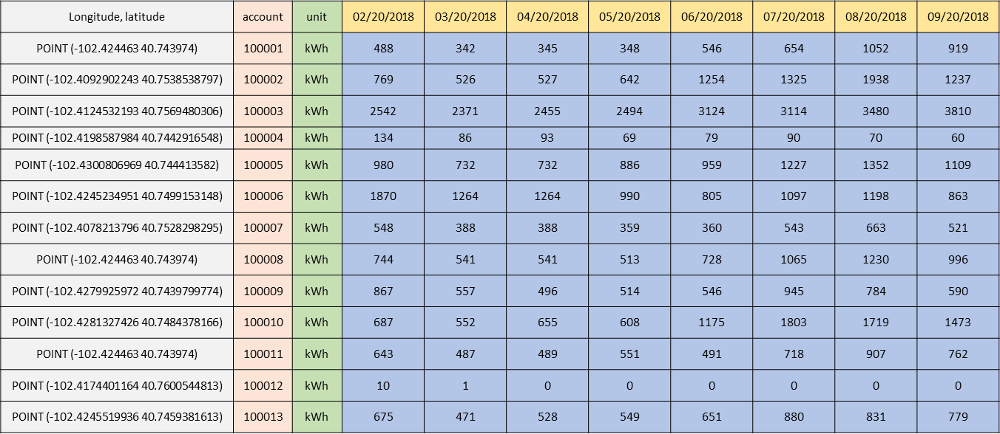 Longitude, latitude account unit 02/20/2018 03/20/2018 04/20/2018 05/20/2018 06/20/2018 07/20/2018 08/20/2018 09/20/2018
POINT (-102.424463 40.743974) 100001 kWh 488 342 345 348 546 654 1052 919
POINT (-102.4092902243 40.7538538797) 100002 kWh 769 526 527 642 1254 1325 1938 1237
POINT (-102.4124532193 40.7569480306) 100003 kWh 2542 2371 2455 2494 3124 3114 3480 3810
POINT (-102.4198587984 40.7442916548) 100004 kWh 134 86 93 69 79 90 70 60
POINT (-102.4300806969 40.744413582) 100005 kWh 980 732 732 886 959 1227 1352 1109
POINT (-102.4245234951 40.7499153148) 100006 kWh 1870 1264 1264 990 805 1097 1198 863
POINT (-102.4078213796 40.7528298295) 100007 kWh 548 388 388 359 360 543 663 521
POINT (-102.424463 40.743974) 100008 kWh 744 541 541 513 728 1065 1230 996
POINT (-102.4279925972 40.7439799774) 100009 kWh 867 557 496 514 546 945 784 590
POINT (-102.4281327426 40.7484378166) 100010 kWh 687 552 655 608 1175 1803 1719 1473
POINT (-102.424463 40.743974) 100011 kWh 643 487 489 551 491 718 907 762
POINT (-102.4174401164 40.7600544813) 100012 kWh 10 1 0 0 0 0 0 0
POINT (-102.4245519936 40.7459381613) 100013 kWh 675 471 528 549 651 880 831 779